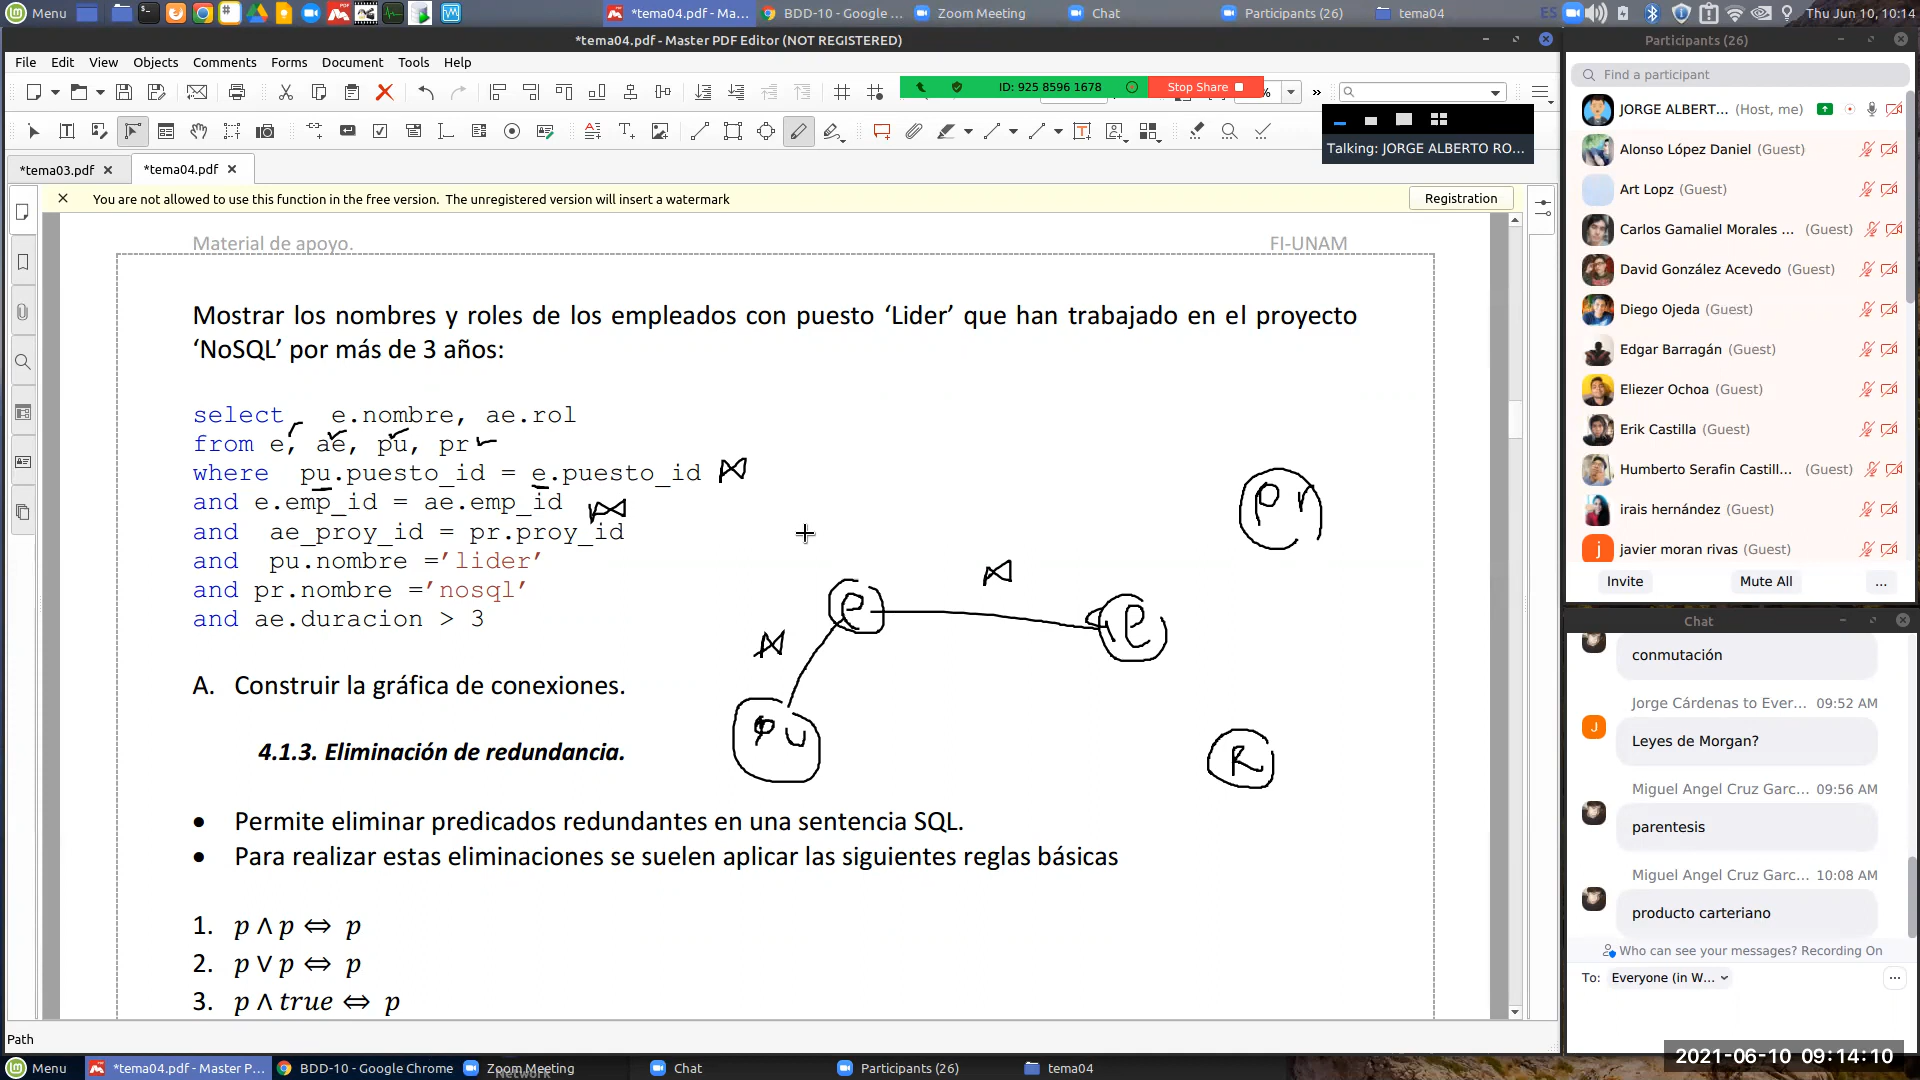 Menu
*tema04.pdf - Ma...
BDD-10 - Google ...
Zoom Meeting
Chat
Participants (26)
tema04
ES
Thu Jun 10, 10:14
*tema04.pdf - Master PDF Editor (NOT REGISTERED)
File Edit View Objects Comments Forms Document Tools Help
ID: 925 8596 1678
Stop Share
%
Talking: JORGE ALBERTO RO...
*tema03.pdf
*tema04.pdf
You are not allowed to use this function in the free version. The unregistered version will insert a watermark
Registration
Material de apoyo.
FI-UNAM
Mostrar los nombres y roles de los empleados con puesto ‘Lider’ que han trabajado en el proyecto
‘NoSQL’ por más de 3 años:
select e.nombre, ae.rol
from e, ae, pu, pr
where pu.puesto_id = e.puesto_id ⋈
and e.emp_id = ae.emp_id ⋈
and ae_proy_id = pr.proy_id
and pu.nombre =’lider’
and pr.nombre =’nosql’
and ae.duracion > 3
pr
⋈
e
⋈
pu
R
A. Construir la gráfica de conexiones.
4.1.3. Eliminación de redundancia.
• Permite eliminar predicados redundantes en una sentencia SQL.
• Para realizar estas eliminaciones se suelen aplicar las siguientes reglas básicas
1. p ∧ p ⇔ p
2. p ∨ p ⇔ p
3. p ∧ true ⇔ p
Path
Participants (26)
Find a participant
JORGE ALBERT... (Host, me)
Alonso López Daniel (Guest)
Art Lopz (Guest)
Carlos Gamaliel Morales ... (Guest)
David González Acevedo (Guest)
Diego Ojeda (Guest)
Edgar Barragán (Guest)
Eliezer Ochoa (Guest)
Erik Castilla (Guest)
Humberto Serafin Castill... (Guest)
irais hernández (Guest)
j
javier moran rivas (Guest)
Invite
Mute All
...
Chat
conmutación
Jorge Cárdenas to Ever... 09:52 AM
J
Leyes de Morgan?
Miguel Angel Cruz Garc... 09:56 AM
parentesis
Miguel Angel Cruz Garc... 10:08 AM
producto carteriano
Who can see your messages? Recording On
To: Everyone (in W...
...
2021-06-10 09:14:10
Menu
*tema04.pdf - Master P...
BDD-10 - Google Chrome
Zoom Meeting
Network
Chat
Participants (26)
tema04